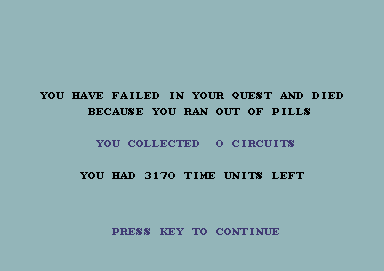 YOU HAVE FAILED IN YOUR QUEST AND DIED
BECAUSE YOU RAN OUT OF PILLS
YOU COLLECTED 0 CIRCUITS
YOU HAD 3170 TIME UNITS LEFT
PRESS KEY TO CONTINUE